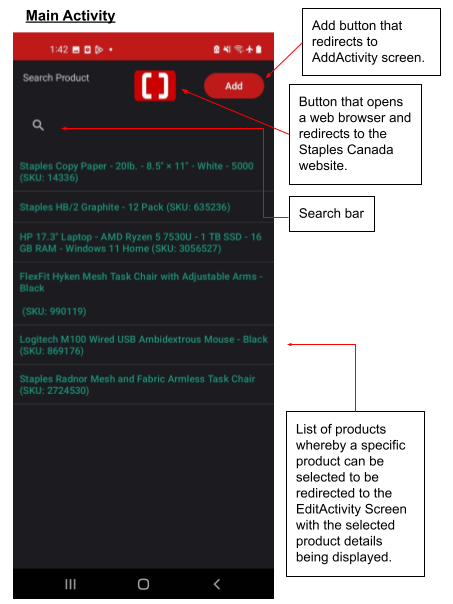 Main Activity
1:42
Search Product
Add
Staples Copy Paper - 20lb. - 8.5" × 11" - White - 5000
(SKU: 14336)
Staples HB/2 Graphite - 12 Pack (SKU: 635236)
HP 17.3" Laptop - AMD Ryzen 5 7530U - 1 TB SSD - 16
GB RAM - Windows 11 Home (SKU: 3056527)
FlexFit Hyken Mesh Task Chair with Adjustable Arms -
Black
(SKU: 990119)
Logitech M100 Wired USB Ambidextrous Mouse - Black
(SKU: 869176)
Staples Radnor Mesh and Fabric Armless Task Chair
(SKU: 2724530)
Add button that
redirects to
AddActivity screen.
Button that opens
a web browser and
redirects to the
Staples Canada
website.
Search bar
List of products
whereby a specific
product can be
selected to be
redirected to the
EditActivity Screen
with the selected
product details
being displayed.